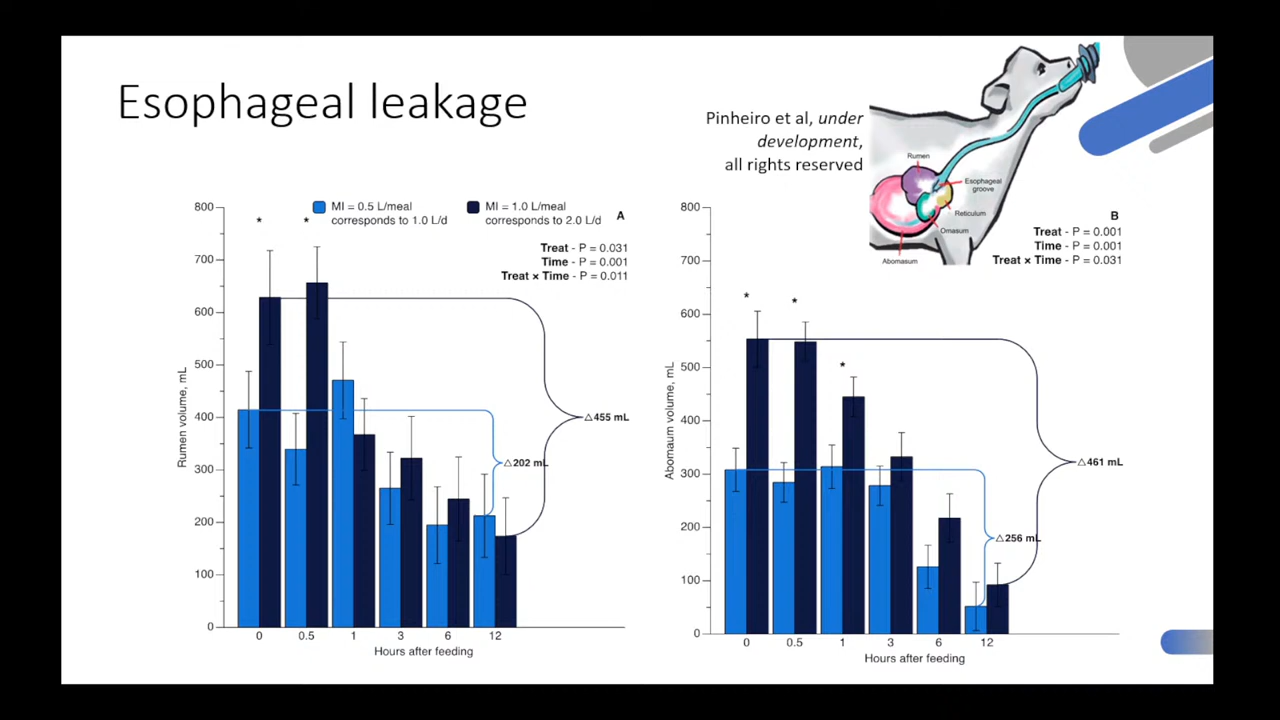 Esophageal leakage
Pinheiro et al, under
development,
all rights reserved
Rumen
Esophageal
groove
Reticulum
Omasum
Abomasum
MI = 0.5 L/meal
corresponds to 1.0 L/d
MI = 1.0 L/meal
corresponds to 2.0 L/d
A
Treat - P = 0.031
Time - P = 0.001
Treat × Time - P = 0.011
Rumen volume, mL
800
700
600
500
400
300
200
100
0
△455 mL
△202 mL
0 0.5 1 3 6 12
Hours after feeding
B
Treat - P = 0.001
Time - P = 0.001
Treat × Time - P = 0.031
Abomaum volume, mL
800
700
600
500
400
300
200
100
0
* *
* * *
△461 mL
△256 mL
0 0.5 1 3 6 12
Hours after feeding